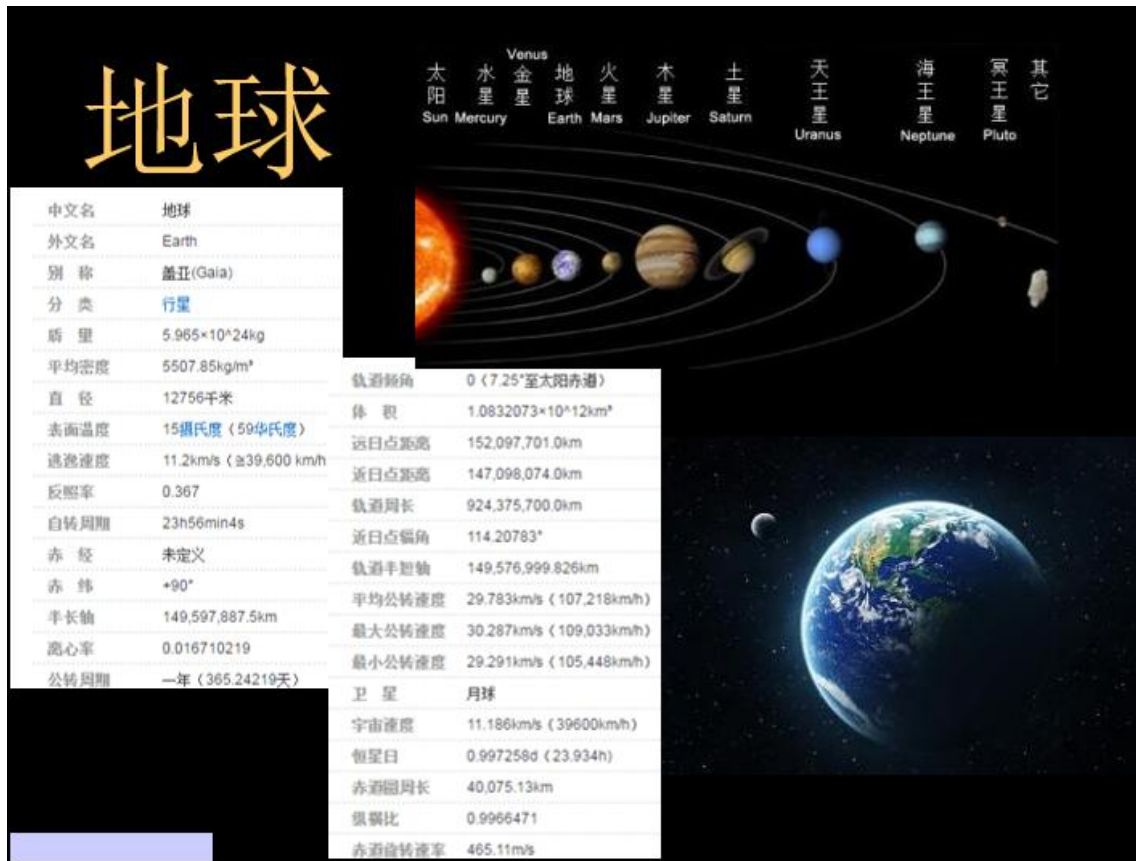 地球
太阳 Sun
水星 Mercury
Venus 金星
地球 Earth
火星 Mars
木星 Jupiter
土星 Saturn
天王星 Uranus
海王星 Neptune
冥王星 Pluto
其它
中文名 地球
外文名 Earth
别 称 盖亚(Gaia)
分 类 行星
质 量 5.965×10^24kg
平均密度 5507.85kg/m³
直 径 12756千米
表面温度 15摄氏度(59华氏度)
逃逸速度 11.2km/s(≅39,600 km/h
反照率 0.367
自转周期 23h56min4s
赤 经 未定义
赤 纬 +90°
半长轴 149,597,887.5km
离心率 0.016710219
公转周期 一年(365.24219天)
轨道倾角 0(7.25°至太阳赤道)
体 积 1.0832073×10^12km³
远日点距离 152,097,701.0km
近日点距离 147,098,074.0km
轨道周长 924,375,700.0km
近日点辐角 114.20783°
轨道半短轴 149,576,999.826km
平均公转速度 29.783km/s(107,218km/h)
最大公转速度 30.287km/s(109,033km/h)
最小公转速度 29.291km/s(105,448km/h)
卫 星 月球
宇宙速度 11.186km/s(39600km/h)
恒星日 0.997258d(23.934h)
赤道圆周长 40,075.13km
纵横比 0.9966471
赤道旋转速率 465.11m/s